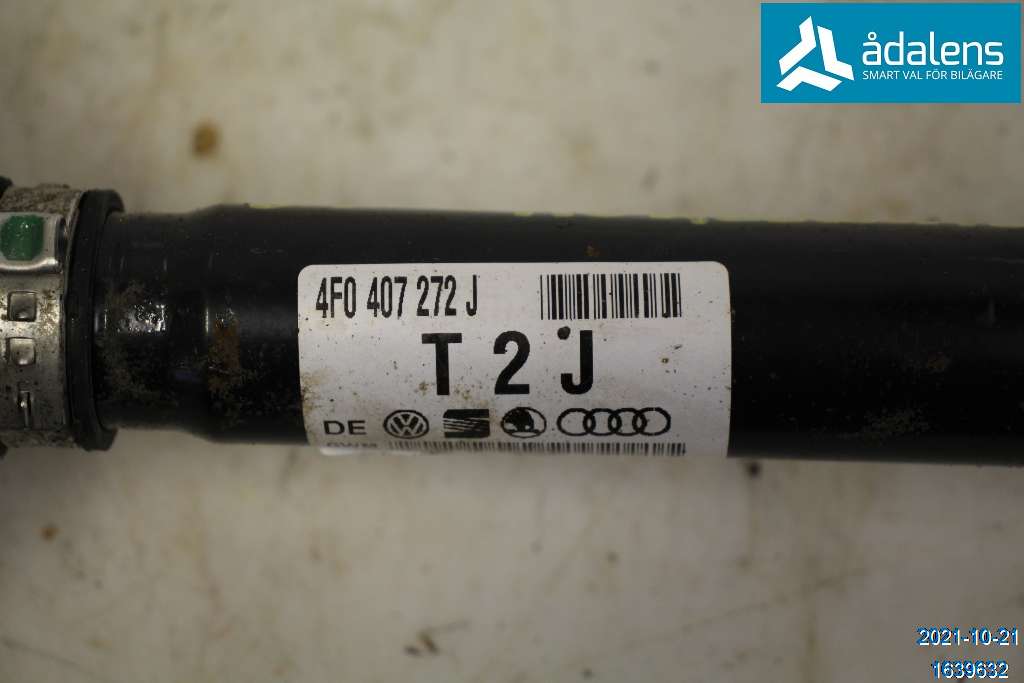 ådalens
SMART VAL FÖR BILÄGARE
4F0 407 272 J
T 2 J
DE
2021-10-21
1639632